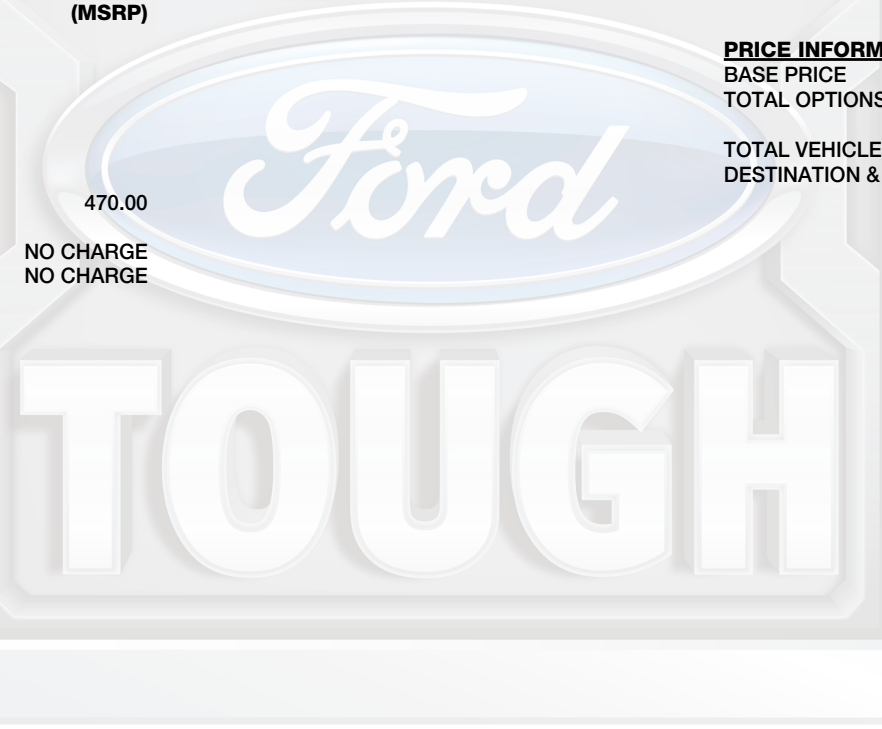 (MSRP)
PRICE INFORM
BASE PRICE
TOTAL OPTIONS
TOTAL VEHICLE
DESTINATION &
470.00
NO CHARGE
NO CHARGE
Ford
TOUGH